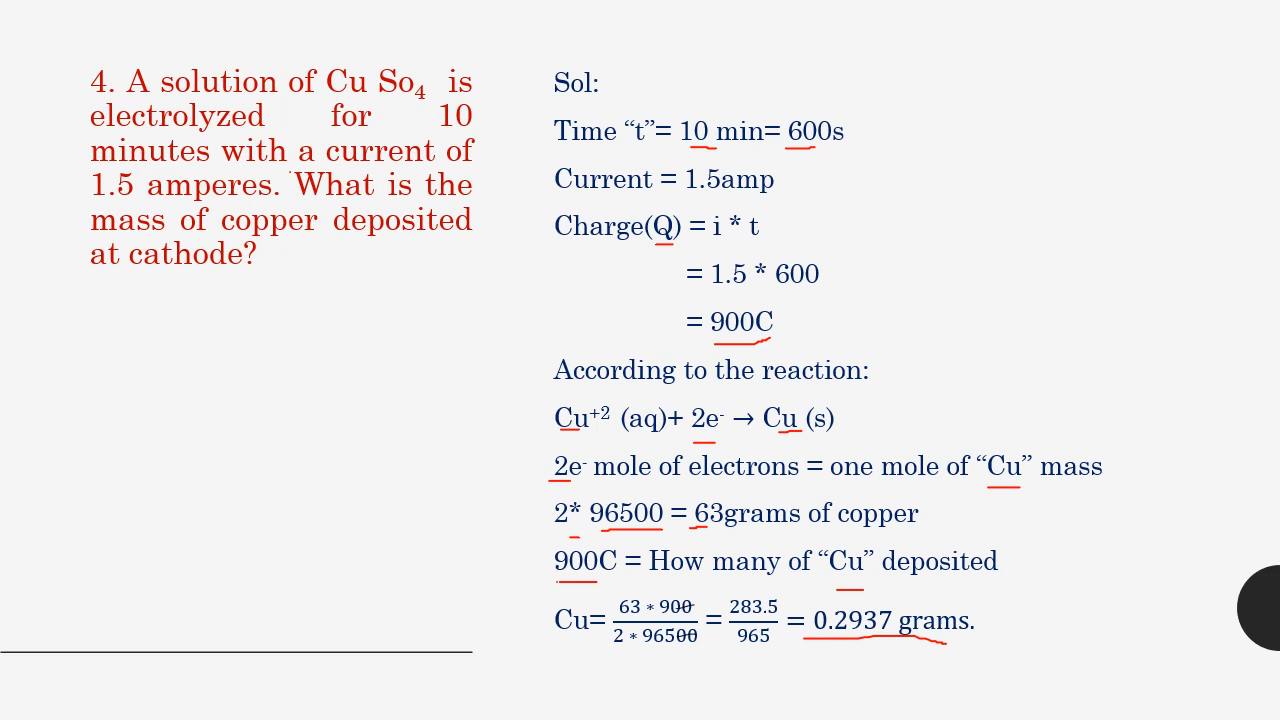 4. A solution of Cu So₄ is
electrolyzed for 10
minutes with a current of
1.5 amperes. What is the
mass of copper deposited
at cathode?
Sol:
Time “t”= 10 min= 600s
Current = 1.5amp
Charge(Q) = i * t
= 1.5 * 600
= 900C
According to the reaction:
Cu⁺² (aq)+ 2e⁻ → Cu (s)
2e⁻ mole of electrons = one mole of “Cu” mass
2* 96500 = 63grams of copper
900C = How many of “Cu” deposited
Cu= 63 * 900 / 2 * 96500 = 283.5 / 965 = 0.2937 grams.